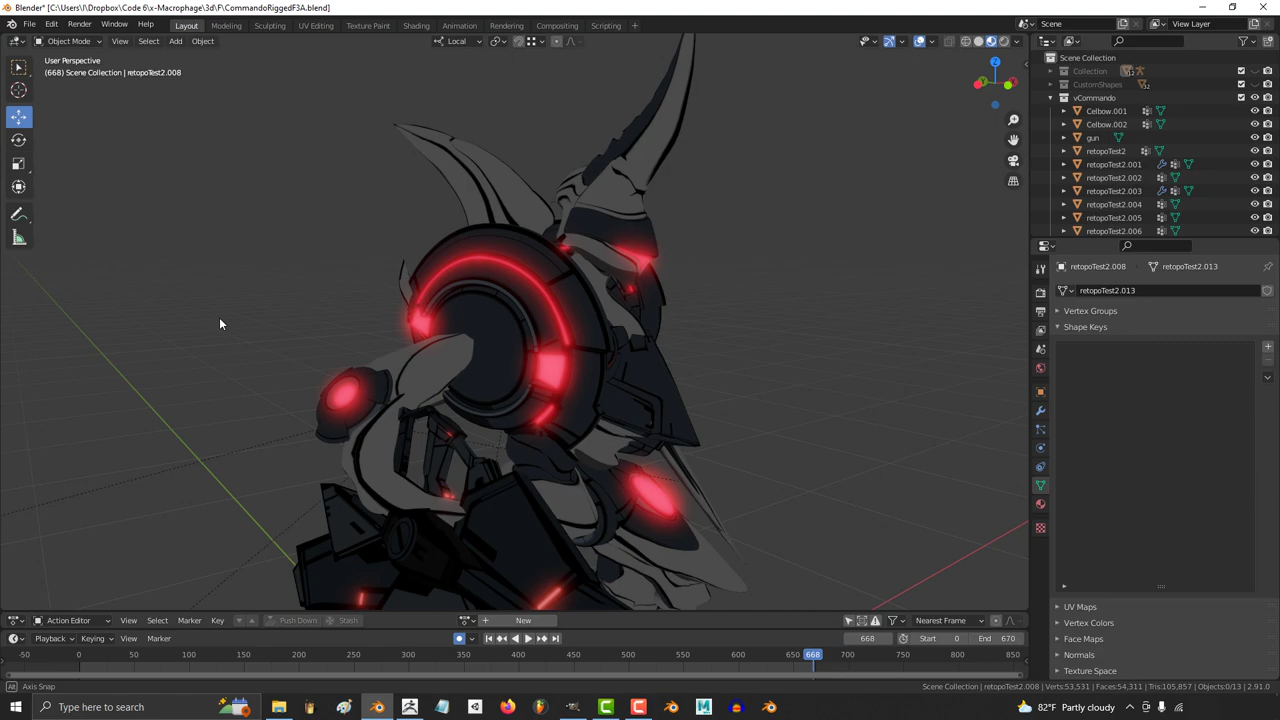 Blender* [C:\Users\I\Dropbox\Code 6\x-Macrophage\3d\F\CommandoRiggedF3A.blend]
File Edit Render Window Help Layout Modeling Sculpting UV Editing Texture Paint Shading Animation Rendering Compositing Scripting Scene View Layer
Object Mode View Select Add Object Local
User Perspective
(668) Scene Collection | retopoTest2.008
Z
Scene Collection
Collection 12
CustomShapes 32
vCommando
Celbow.001
Celbow.002
gun
retopoTest2
retopoTest2.001
retopoTest2.002
retopoTest2.003
retopoTest2.004
retopoTest2.005
retopoTest2.006
retopoTest2.008 retopoTest2.013
retopoTest2.013
Vertex Groups
Shape Keys
UV Maps
Vertex Colors
Face Maps
Normals
Texture Space
Action Editor View Select Marker Key Push Down Stash New Nearest Frame
Playback Keying View Marker 668 Start 0 End 670
-50 0 50 100 150 200 250 300 350 400 450 500 550 600 650 668 700 750 800 850
Axis Snap
Scene Collection | retopoTest2.008 | Verts:53,531 | Faces:54,311 | Tris:105,857 | Objects:0/13 | 2.91.0
Type here to search
82°F Partly cloudy